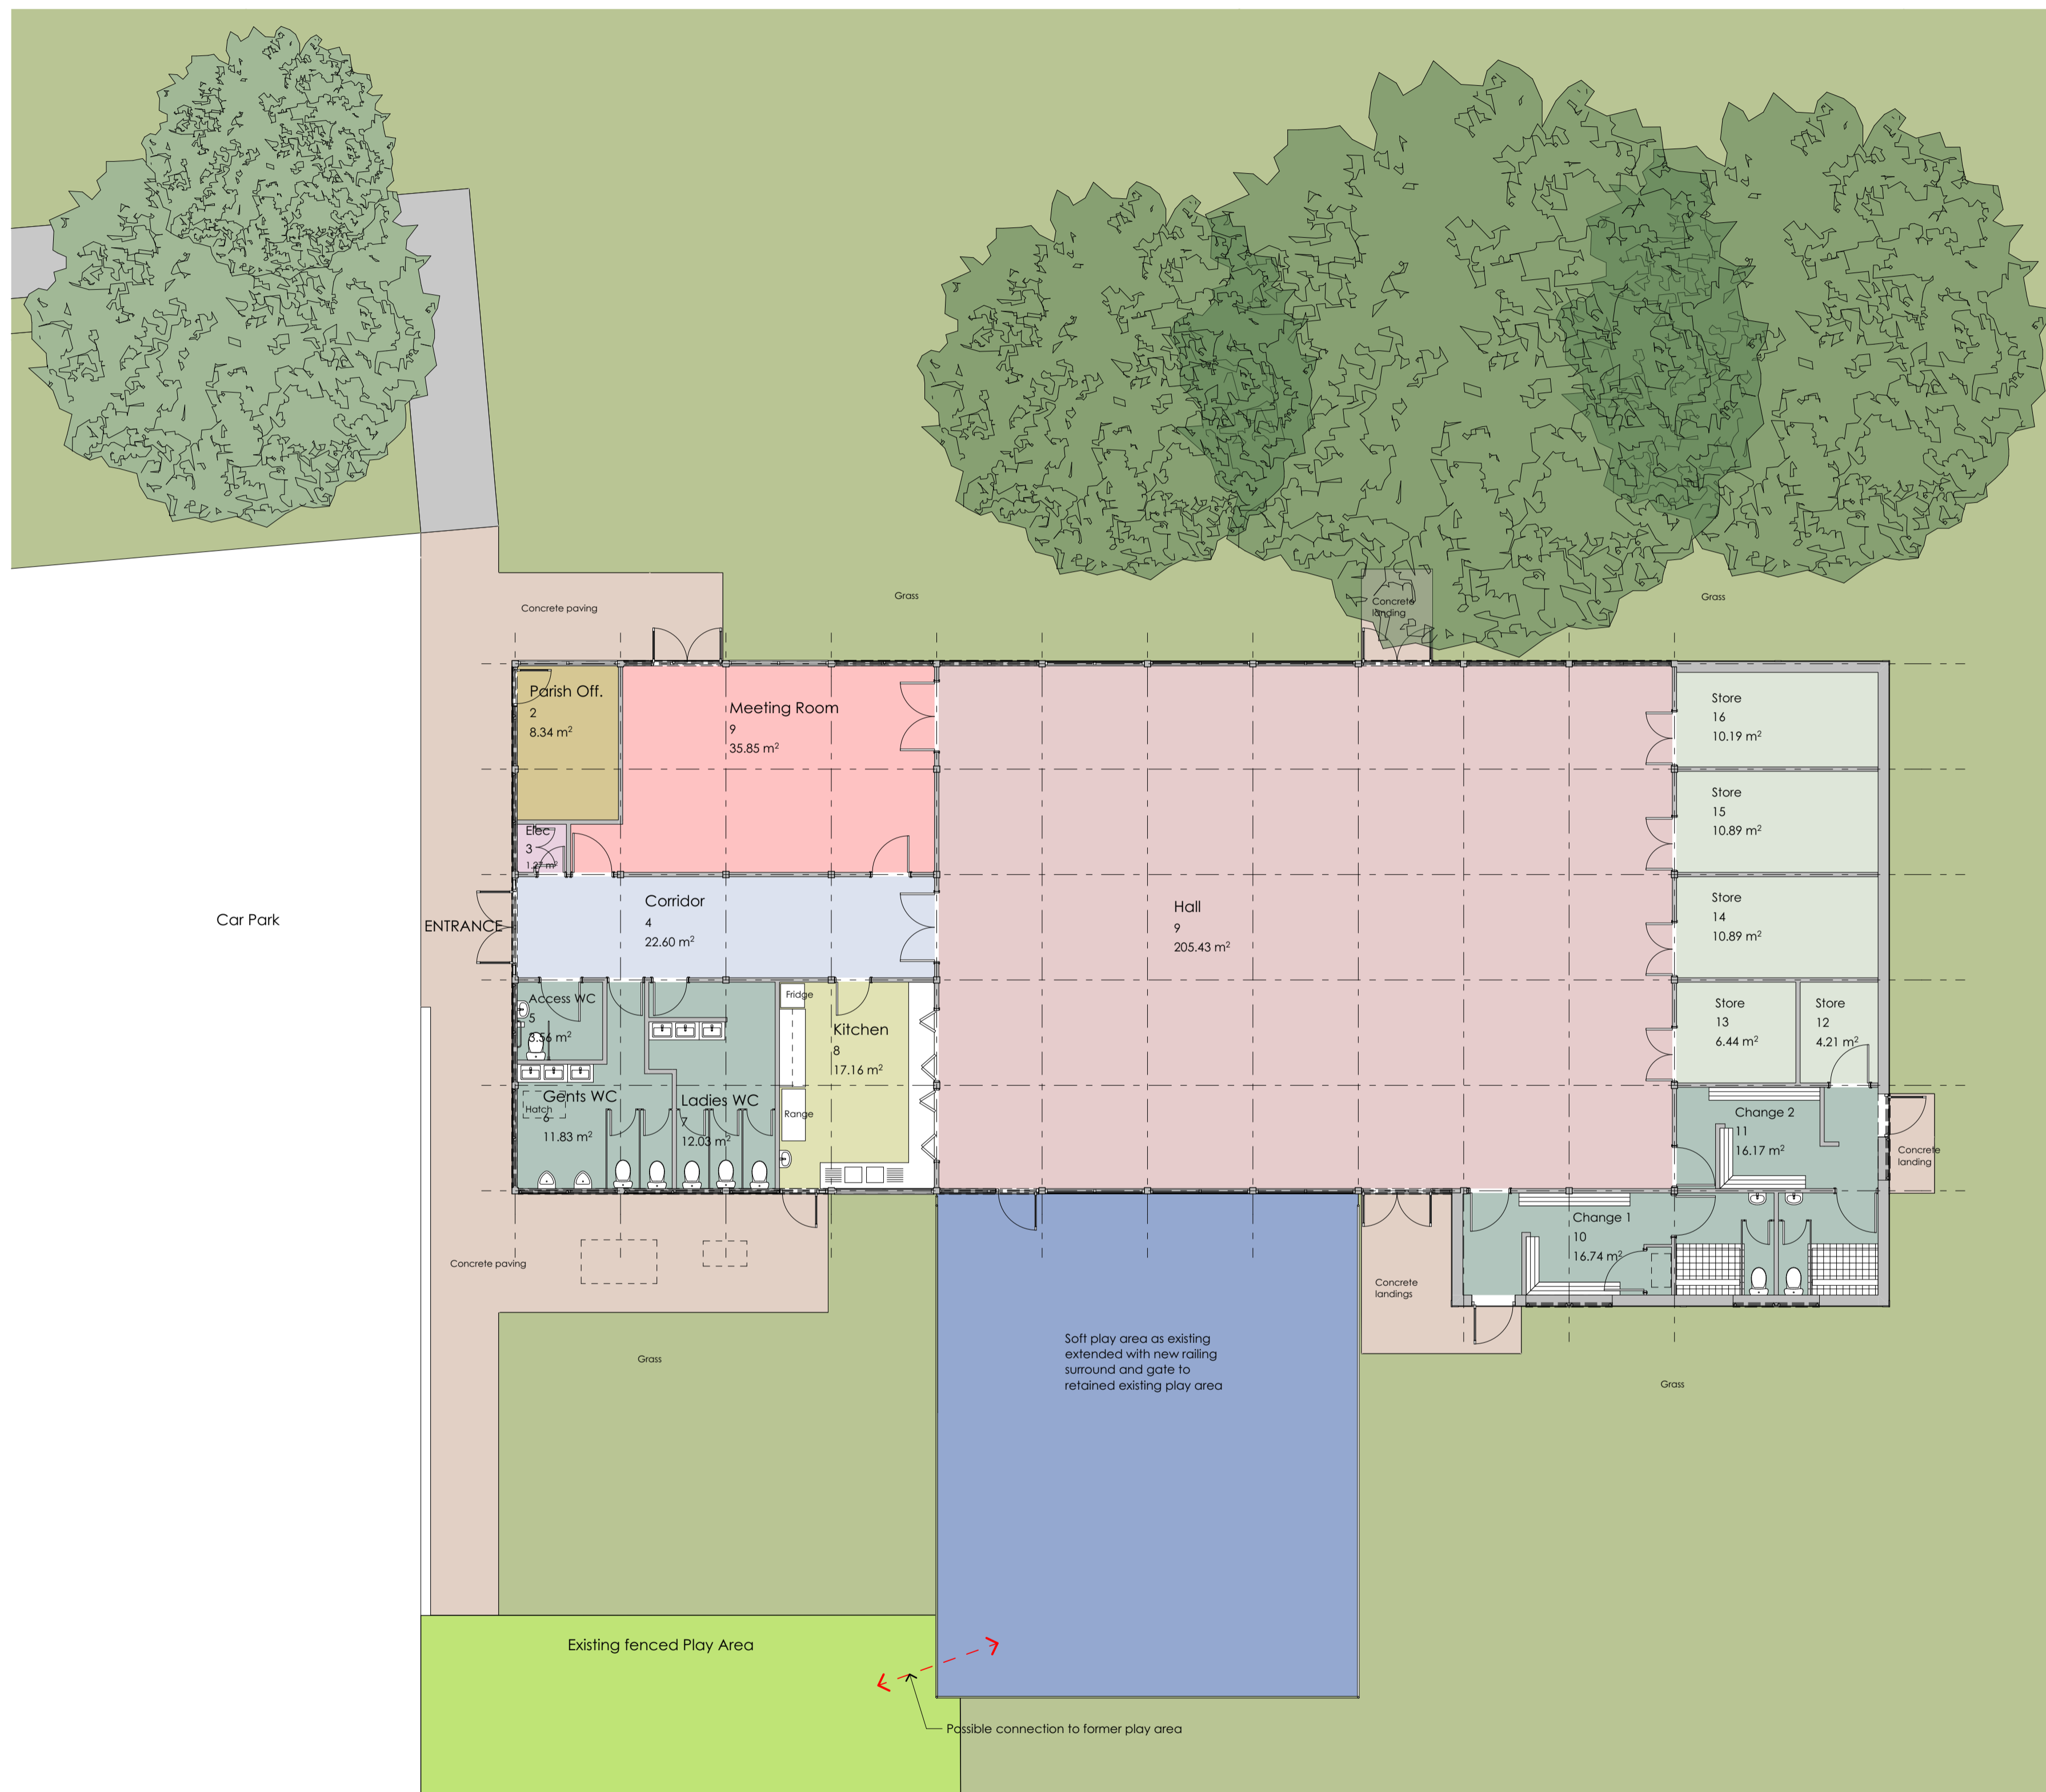 Concrete paving
Grass
Concrete
landing
Grass
Parish Off.
2
8.34 m²
Meeting Room
9
35.85 m²
Store
16
10.19 m²
Store
15
10.89 m²
Elec
3
1.27 m²
Car Park
ENTRANCE
Corridor
4
22.60 m²
Hall
9
205.43 m²
Store
14
10.89 m²
Access WC
5
3.56 m²
Fridge
Kitchen
8
17.16 m²
Store
13
6.44 m²
Store
12
4.21 m²
Gents WC
Hatch
6
11.83 m²
Ladies WC
7
12.03 m²
Range
Change 2
11
16.17 m²
Concrete
landing
Change 1
10
16.74 m²
Concrete paving
Concrete
landings
Grass
Soft play area as existing
extended with new railing
surround and gate to
retained existing play area
Grass
Existing fenced Play Area
Possible connection to former play area